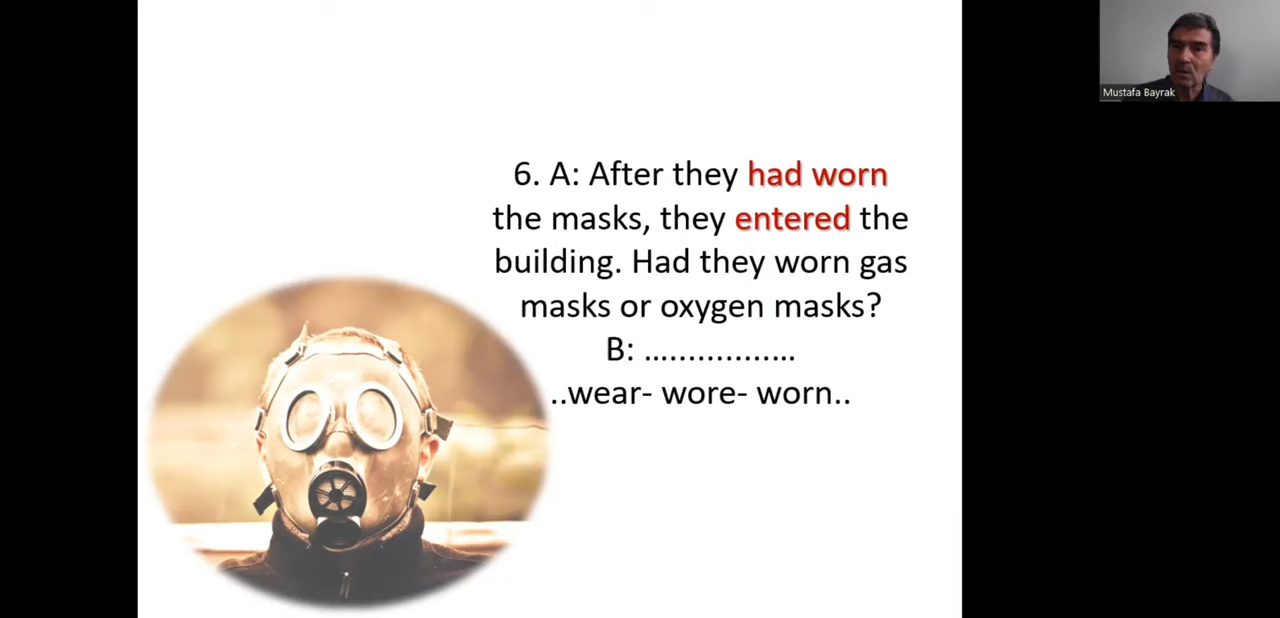 Mustafa Bayrak
6. A: After they had worn
the masks, they entered the
building. Had they worn gas
masks or oxygen masks?
B: ................
..wear- wore- worn..